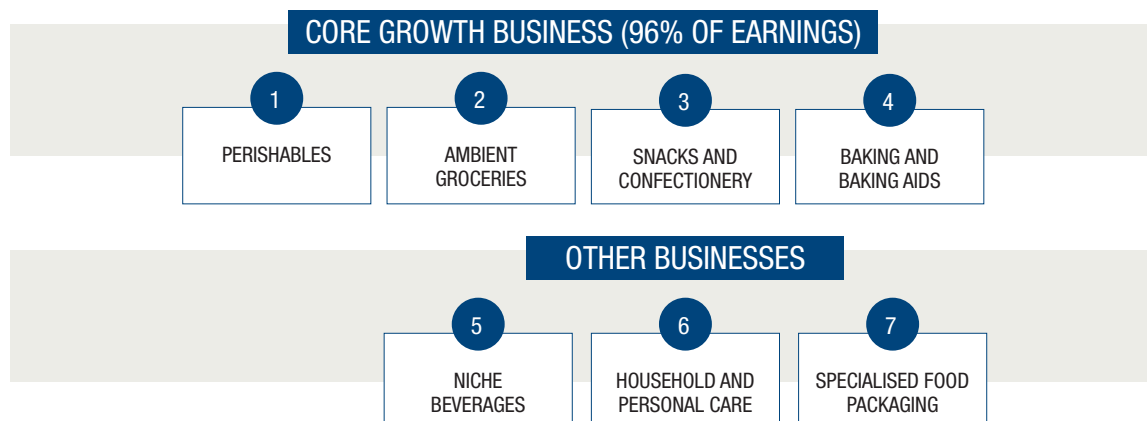 CORE GROWTH BUSINESS (96% OF EARNINGS)
1
PERISHABLES
2
AMBIENT
GROCERIES
3
SNACKS AND
CONFECTIONERY
4
BAKING AND
BAKING AIDS
OTHER BUSINESSES
5
NICHE
BEVERAGES
6
HOUSEHOLD AND
PERSONAL CARE
7
SPECIALISED FOOD
PACKAGING